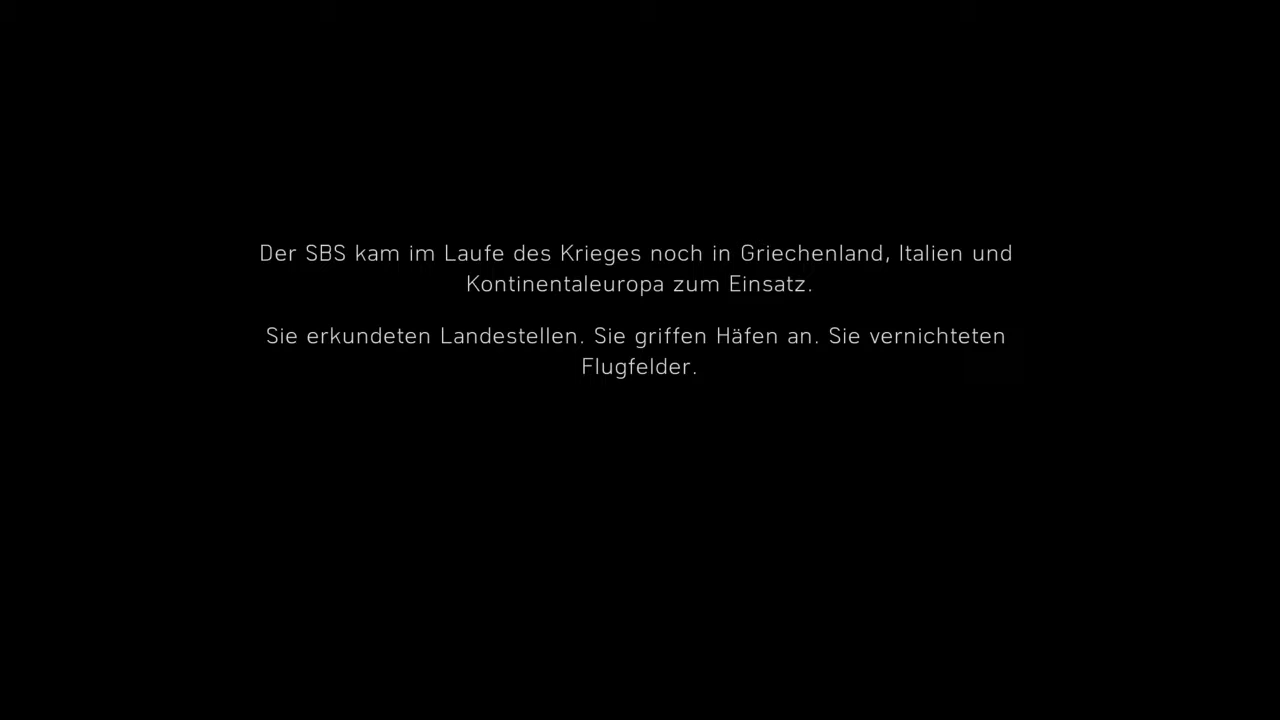 Der SBS kam im Laufe des Krieges noch in Griechenland, Italien und
Kontinentaleuropa zum Einsatz.
Sie erkundeten Landestellen. Sie griffen Häfen an. Sie vernichteten
Flugfelder.